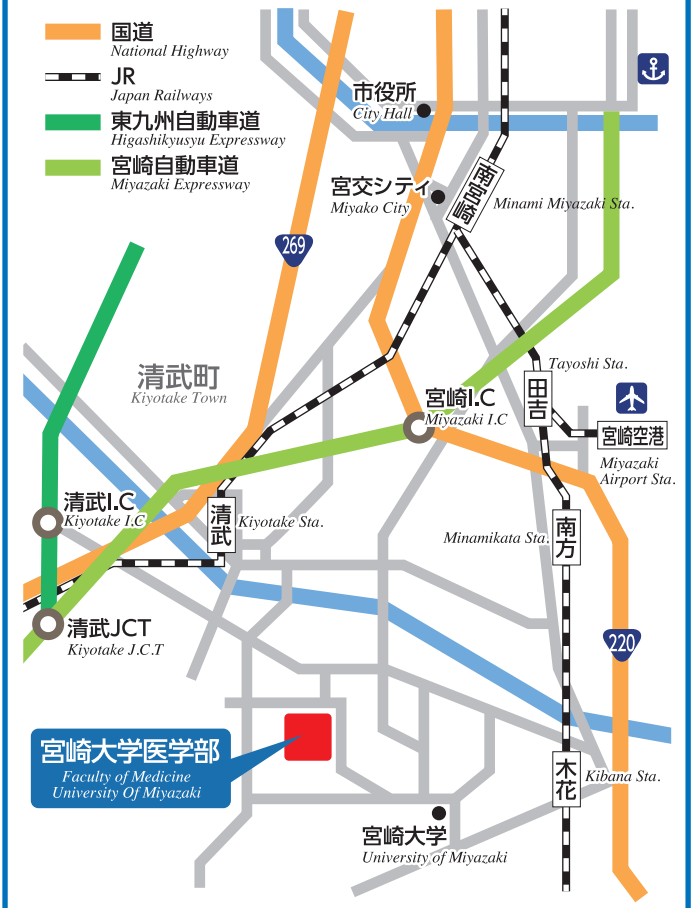 国道
National Highway
JR
Japan Railways
東九州自動車道
Higashikyusyu Expressway
宮崎自動車道
Miyazaki Expressway
市役所
City Hall
宮交シティ
Miyako City
南宮崎
Minami Miyazaki Sta.
269
清武町
Kiyotake Town
Tayoshi Sta.
田吉
宮崎I.C
Miyazaki I.C
宮崎空港
Miyazaki
Airport Sta.
清武I.C
Kiyotake I.C
清武
Kiyotake Sta.
Minamikata Sta.
南方
清武JCT
Kiyotake J.C.T
220
宮崎大学医学部
Faculty of Medicine
University Of Miyazaki
木花
Kibana Sta.
宮崎大学
University of Miyazaki